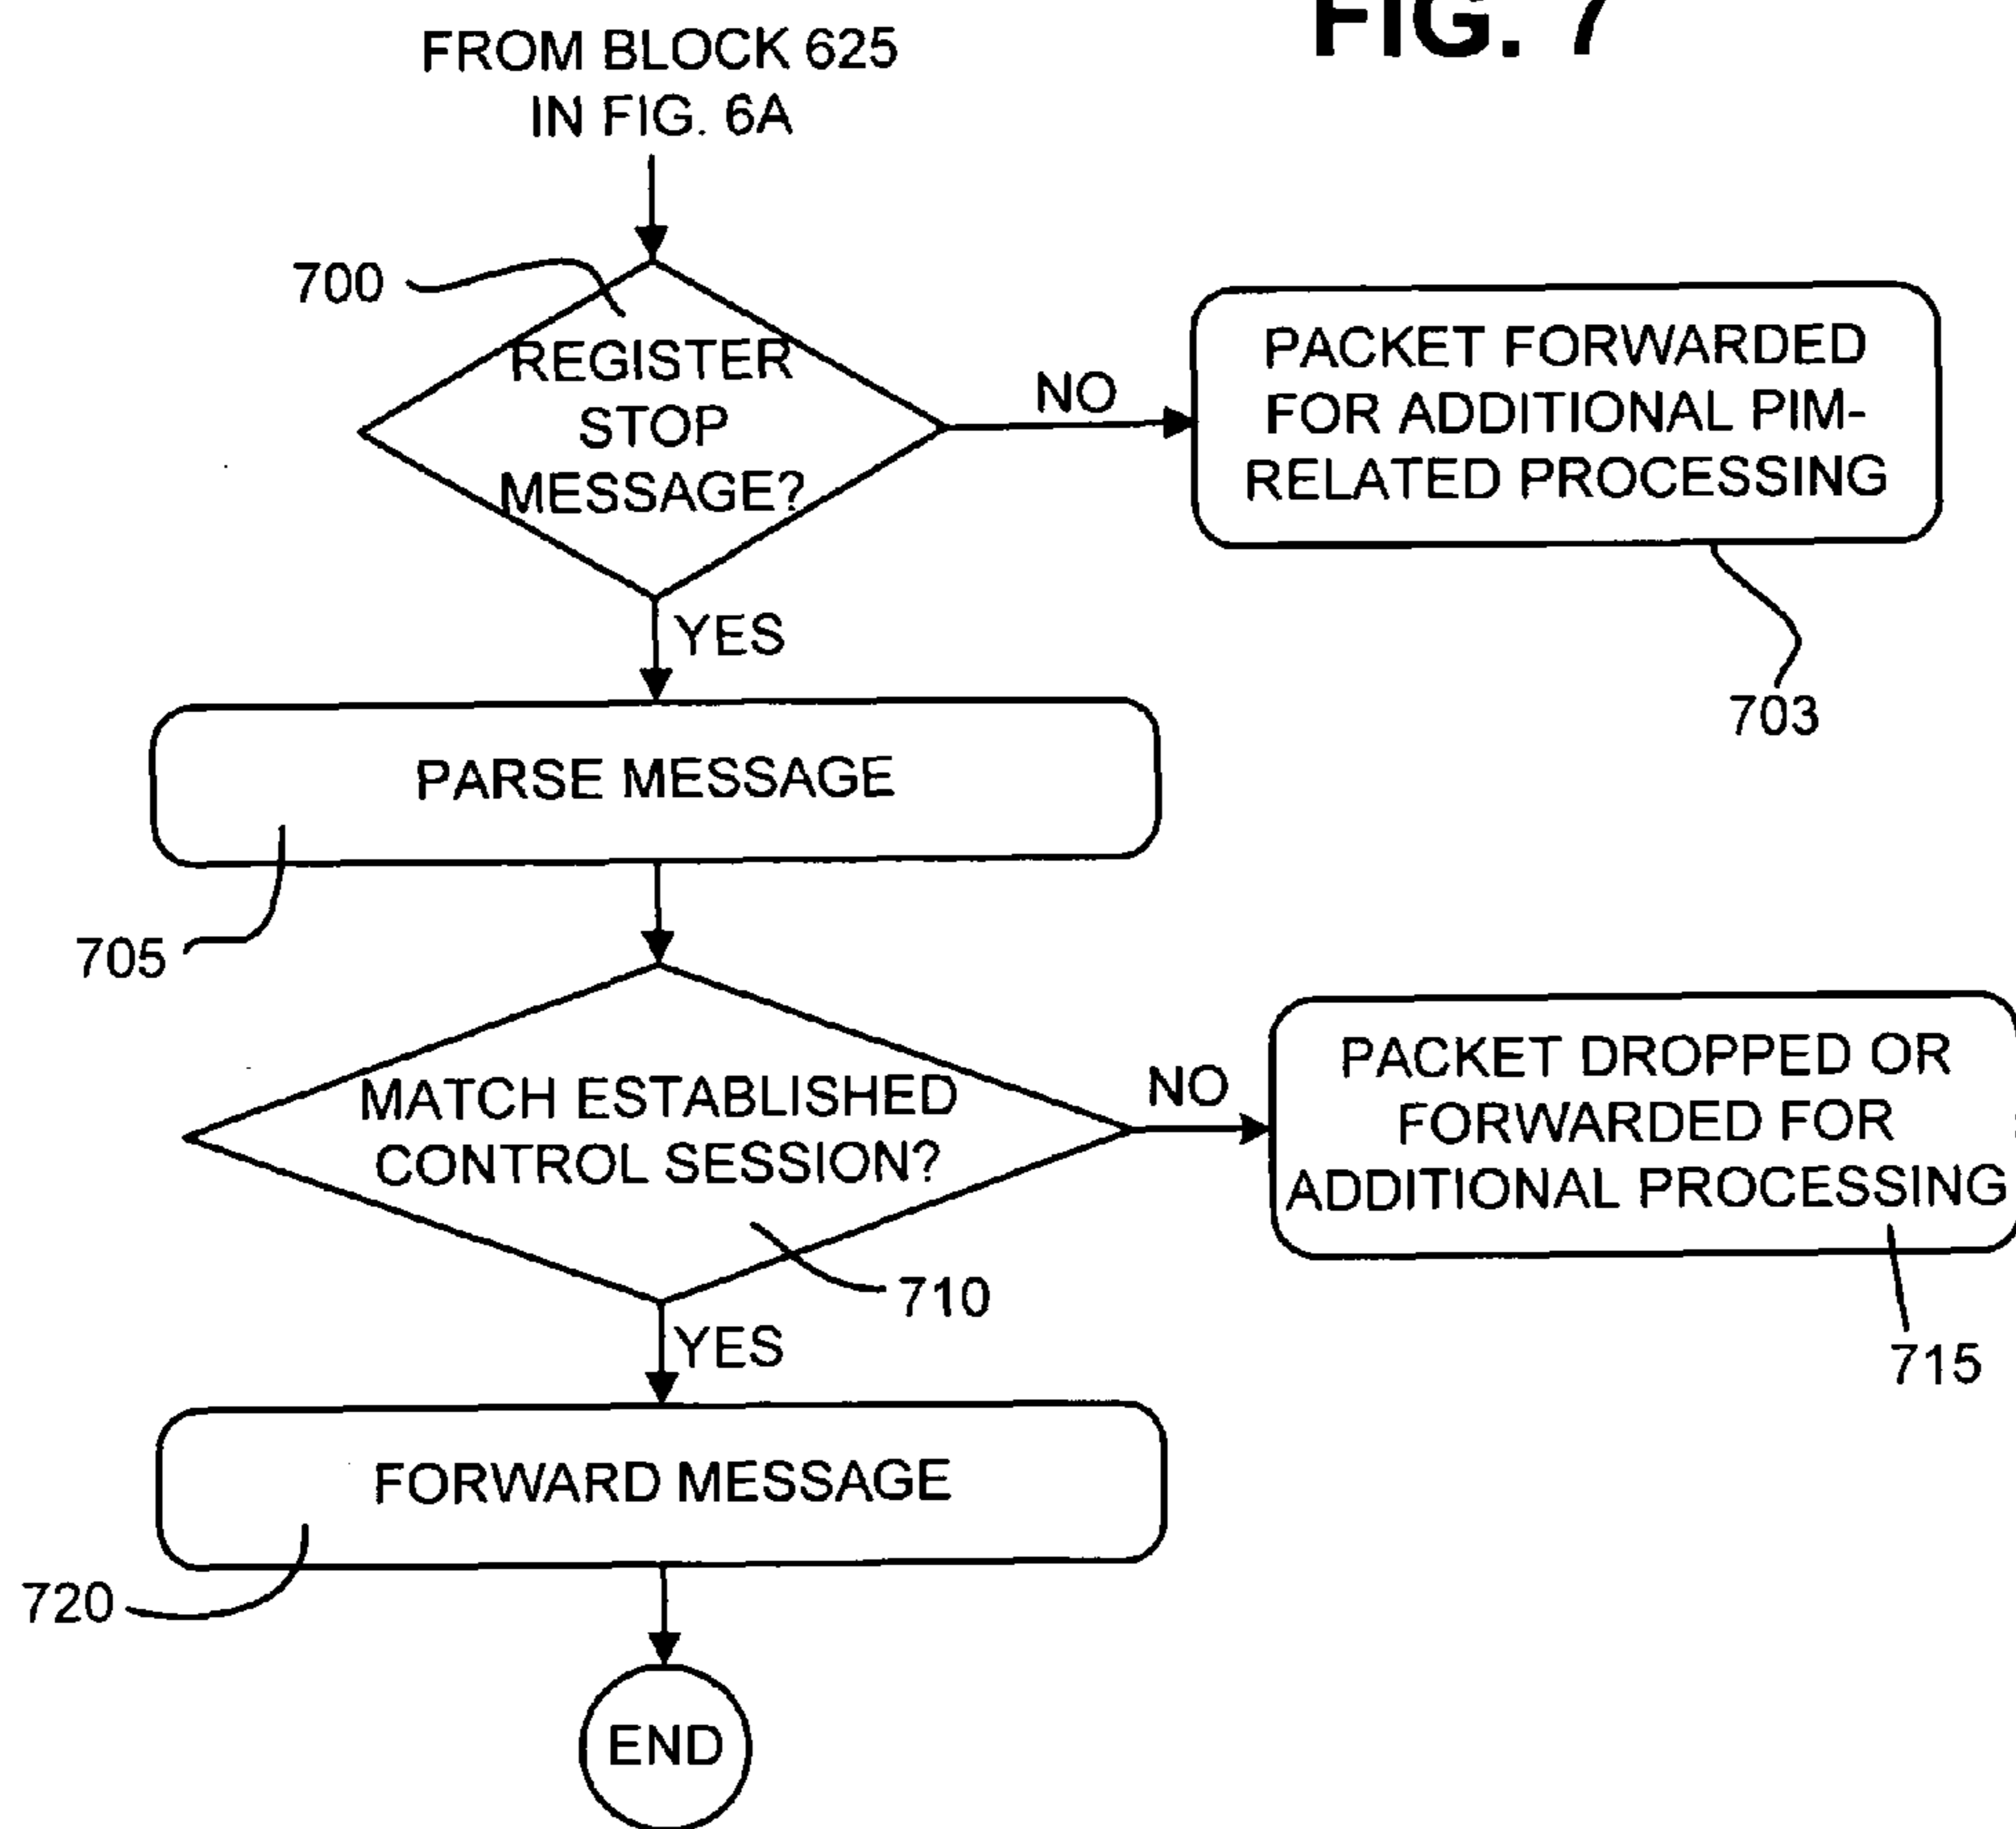 FIG. 7
FROM BLOCK 625
IN FIG. 6A
700
REGISTER
STOP
MESSAGE?
NO
PACKET FORWARDED
FOR ADDITIONAL PIM-
RELATED PROCESSING
703
YES
PARSE MESSAGE
705
MATCH ESTABLISHED
CONTROL SESSION?
710
NO
PACKET DROPPED OR
FORWARDED FOR
ADDITIONAL PROCESSING
715
YES
FORWARD MESSAGE
720
END